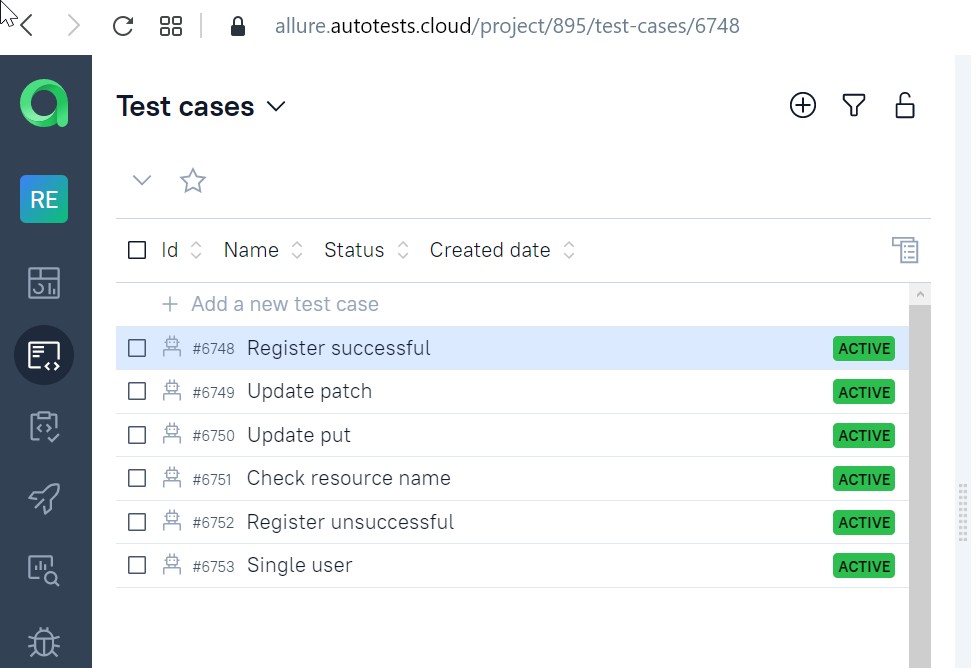 allure.autotests.cloud/project/895/test-cases/6748
Test cases
RE
Id Name Status Created date
+ Add a new test case
#6748 Register successful ACTIVE
#6749 Update patch ACTIVE
#6750 Update put ACTIVE
#6751 Check resource name ACTIVE
#6752 Register unsuccessful ACTIVE
#6753 Single user ACTIVE